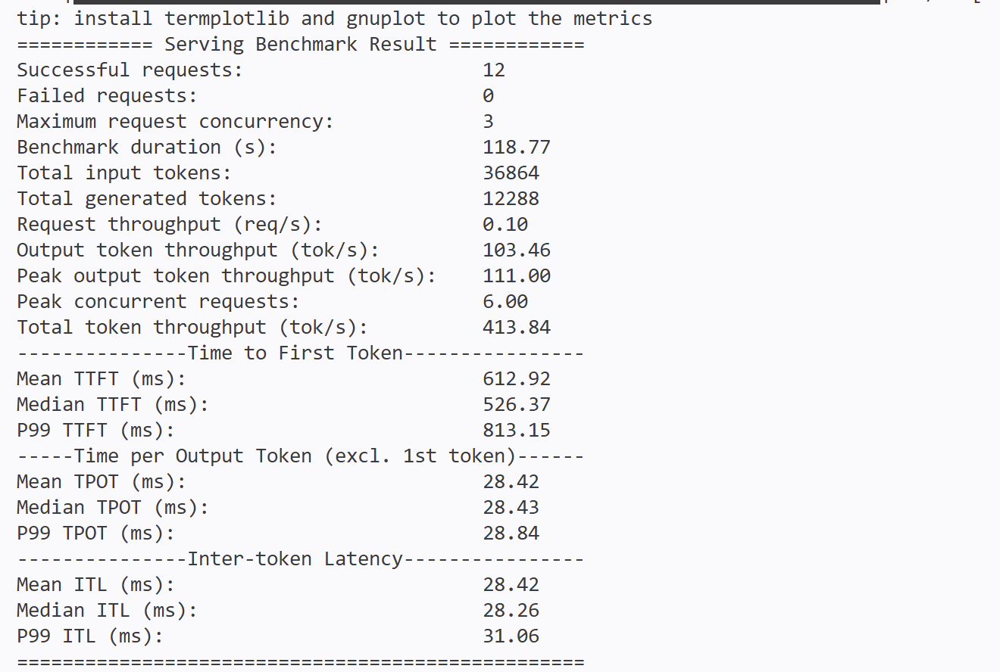 tip: install termplotlib and gnuplot to plot the metrics
============ Serving Benchmark Result ============
Successful requests:                     12
Failed requests:                         0
Maximum request concurrency:             3
Benchmark duration (s):                  118.77
Total input tokens:                      36864
Total generated tokens:                  12288
Request throughput (req/s):              0.10
Output token throughput (tok/s):         103.46
Peak output token throughput (tok/s):    111.00
Peak concurrent requests:                6.00
Total token throughput (tok/s):          413.84
---------------Time to First Token----------------
Mean TTFT (ms):                          612.92
Median TTFT (ms):                        526.37
P99 TTFT (ms):                           813.15
-----Time per Output Token (excl. 1st token)------
Mean TPOT (ms):                          28.42
Median TPOT (ms):                        28.43
P99 TPOT (ms):                           28.84
---------------Inter-token Latency----------------
Mean ITL (ms):                           28.42
Median ITL (ms):                         28.26
P99 ITL (ms):                            31.06
==================================================